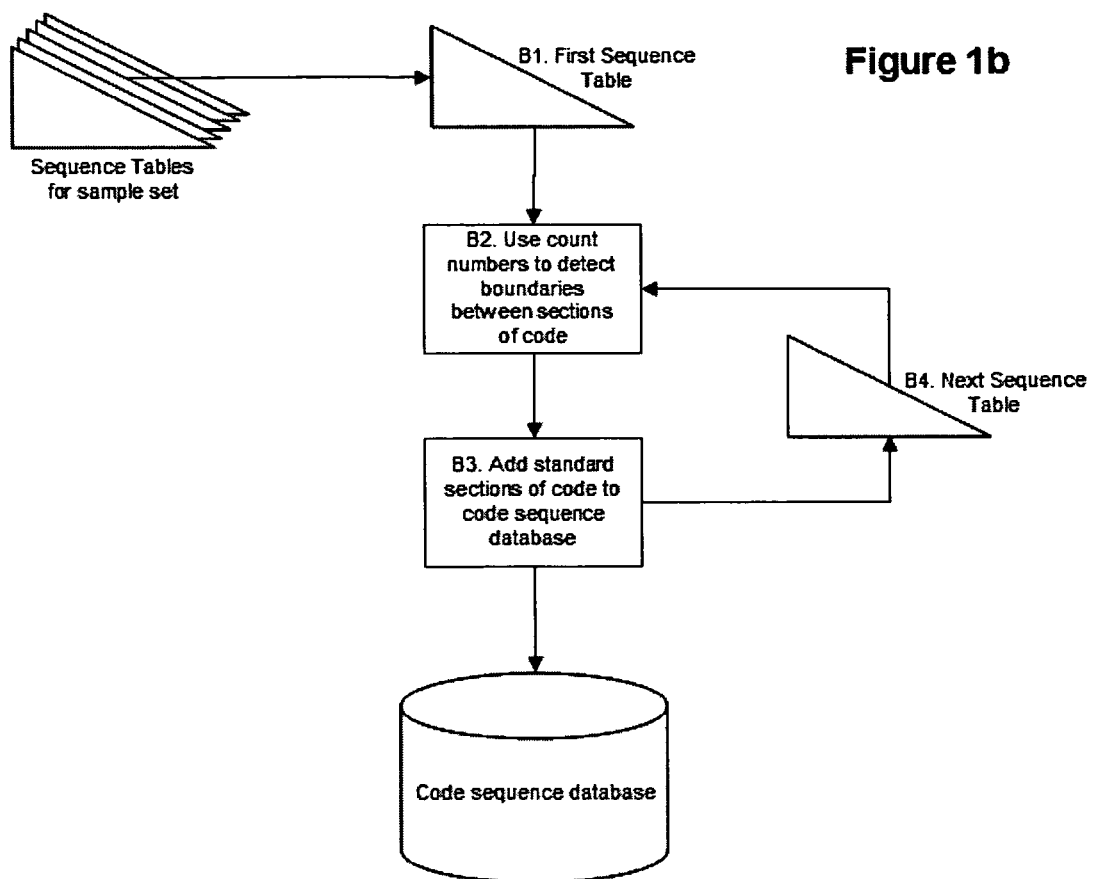 Figure 1b
B1. First Sequence
Table
Sequence Tables
for sample set
B2. Use count
numbers to detect
boundaries
between sections
of code
B4. Next Sequence
Table
B3. Add standard
sections of code to
code sequence
database
Code sequence database